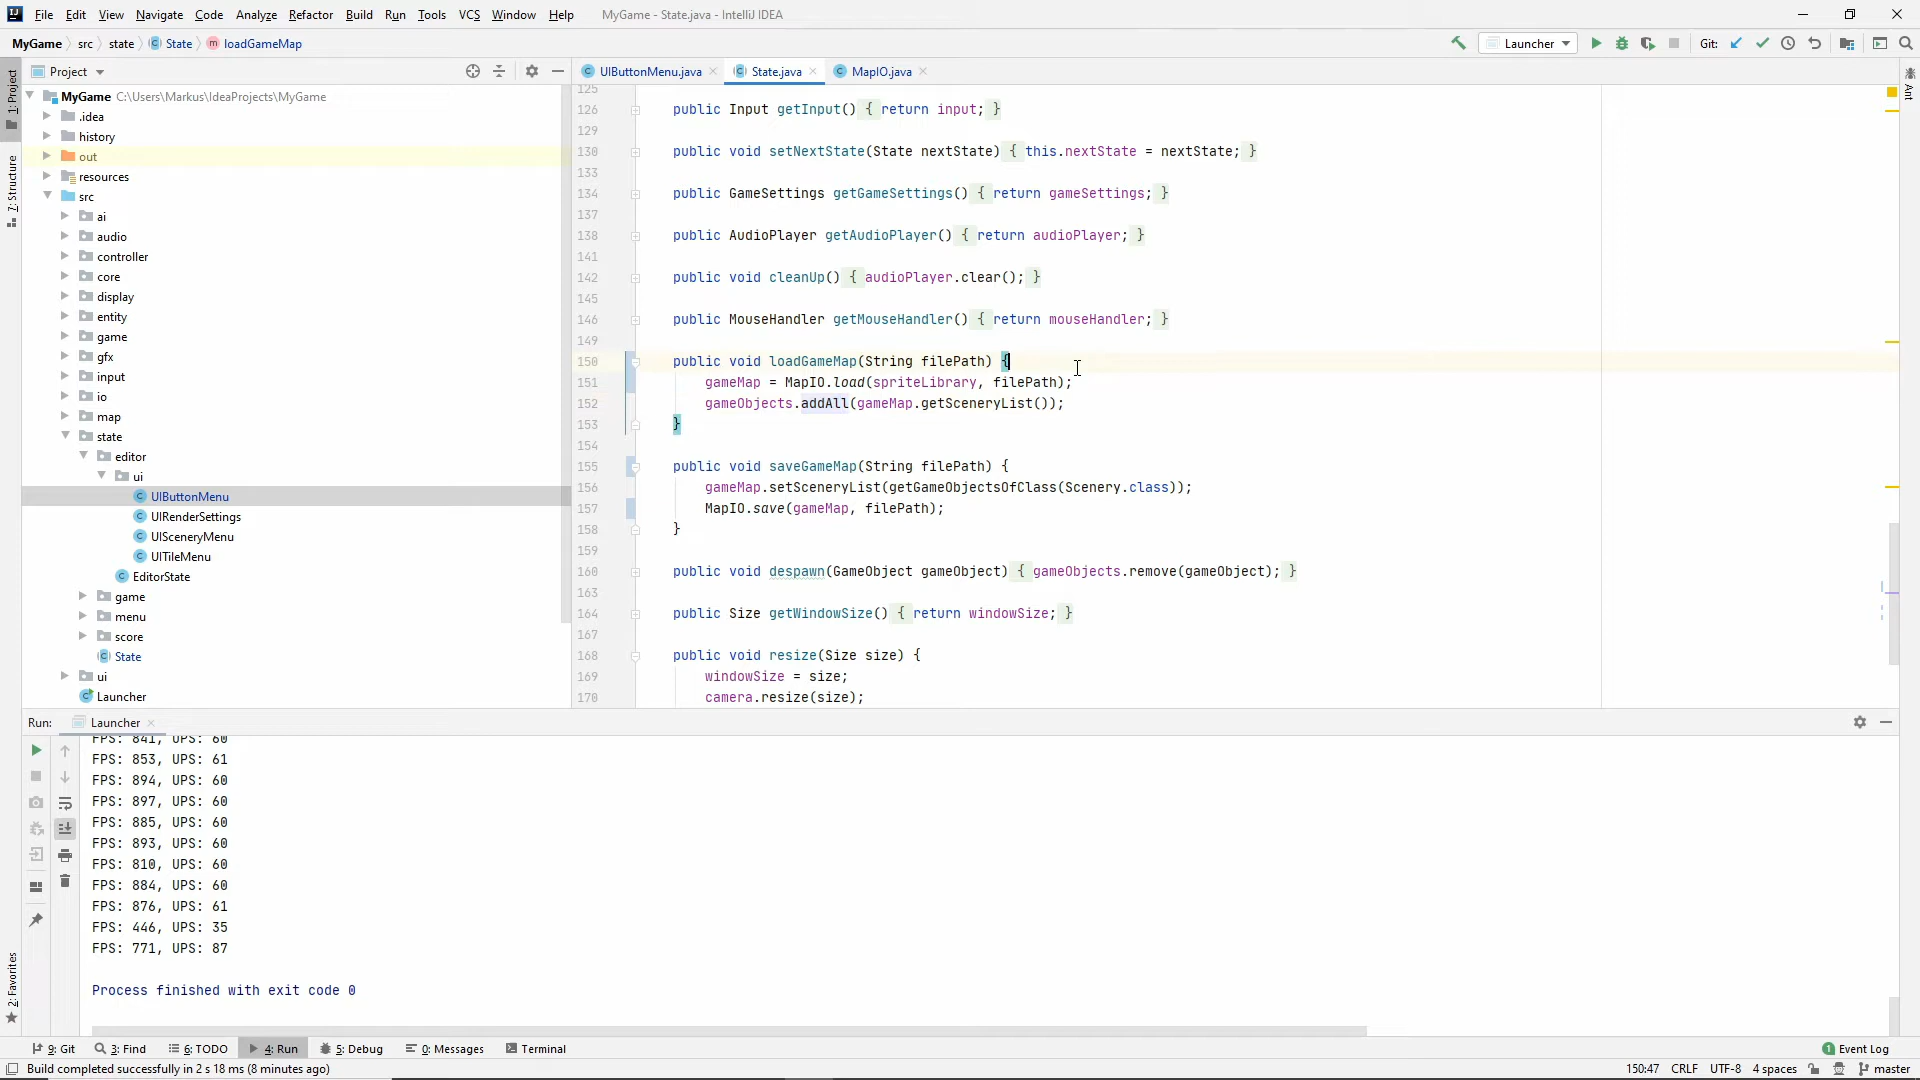 File Edit View Navigate Code Analyze Refactor Build Run Tools VCS Window Help MyGame - State.java - IntelliJ IDEA
MyGame src state State loadGameMap
Launcher Git:
Project
UIButtonMenu.java State.java MapIO.java
1: Project
7: Structure
2: Favorites
Ant
MyGame C:\Users\Markus\IdeaProjects\MyGame
.idea
history
out
resources
src
ai
audio
controller
core
display
entity
game
gfx
input
io
map
state
editor
ui
UIButtonMenu
UIRenderSettings
UISceneryMenu
UITileMenu
EditorState
game
menu
score
State
ui
Launcher
125
126 public Input getInput() { return input; }
129
130 public void setNextState(State nextState) { this.nextState = nextState; }
133
134 public GameSettings getGameSettings() { return gameSettings; }
137
138 public AudioPlayer getAudioPlayer() { return audioPlayer; }
141
142 public void cleanUp() { audioPlayer.clear(); }
145
146 public MouseHandler getMouseHandler() { return mouseHandler; }
149
150 public void loadGameMap(String filePath) {
151 gameMap = MapIO.load(spriteLibrary, filePath);
152 gameObjects.addAll(gameMap.getSceneryList());
153 }
154
155 public void saveGameMap(String filePath) {
156 gameMap.setSceneryList(getGameObjectsOfClass(Scenery.class));
157 MapIO.save(gameMap, filePath);
158 }
159
160 public void despawn(GameObject gameObject) { gameObjects.remove(gameObject); }
163
164 public Size getWindowSize() { return windowSize; }
167
168 public void resize(Size size) {
169 windowSize = size;
170 camera.resize(size);
Run: Launcher
FPS: 841, UPS: 60
FPS: 853, UPS: 61
FPS: 894, UPS: 60
FPS: 897, UPS: 60
FPS: 885, UPS: 60
FPS: 893, UPS: 60
FPS: 810, UPS: 60
FPS: 884, UPS: 60
FPS: 876, UPS: 61
FPS: 446, UPS: 35
FPS: 771, UPS: 87
Process finished with exit code 0
9: Git 3: Find 6: TODO 4: Run 5: Debug 0: Messages Terminal 1 Event Log
Build completed successfully in 2 s 18 ms (8 minutes ago) 150:47 CRLF UTF-8 4 spaces master